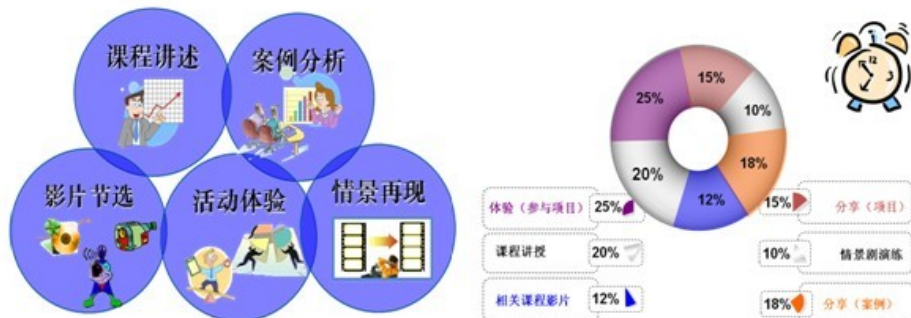 课程讲述
案例分析
影片节选
活动体验
情景再现
15%
25%
10%
20%
18%
12%
体验（参与项目） 25%
15% 分享（项目）
课程讲授 20%
10% 情景剧演练
相关课程影片 12%
18% 分享（案例）